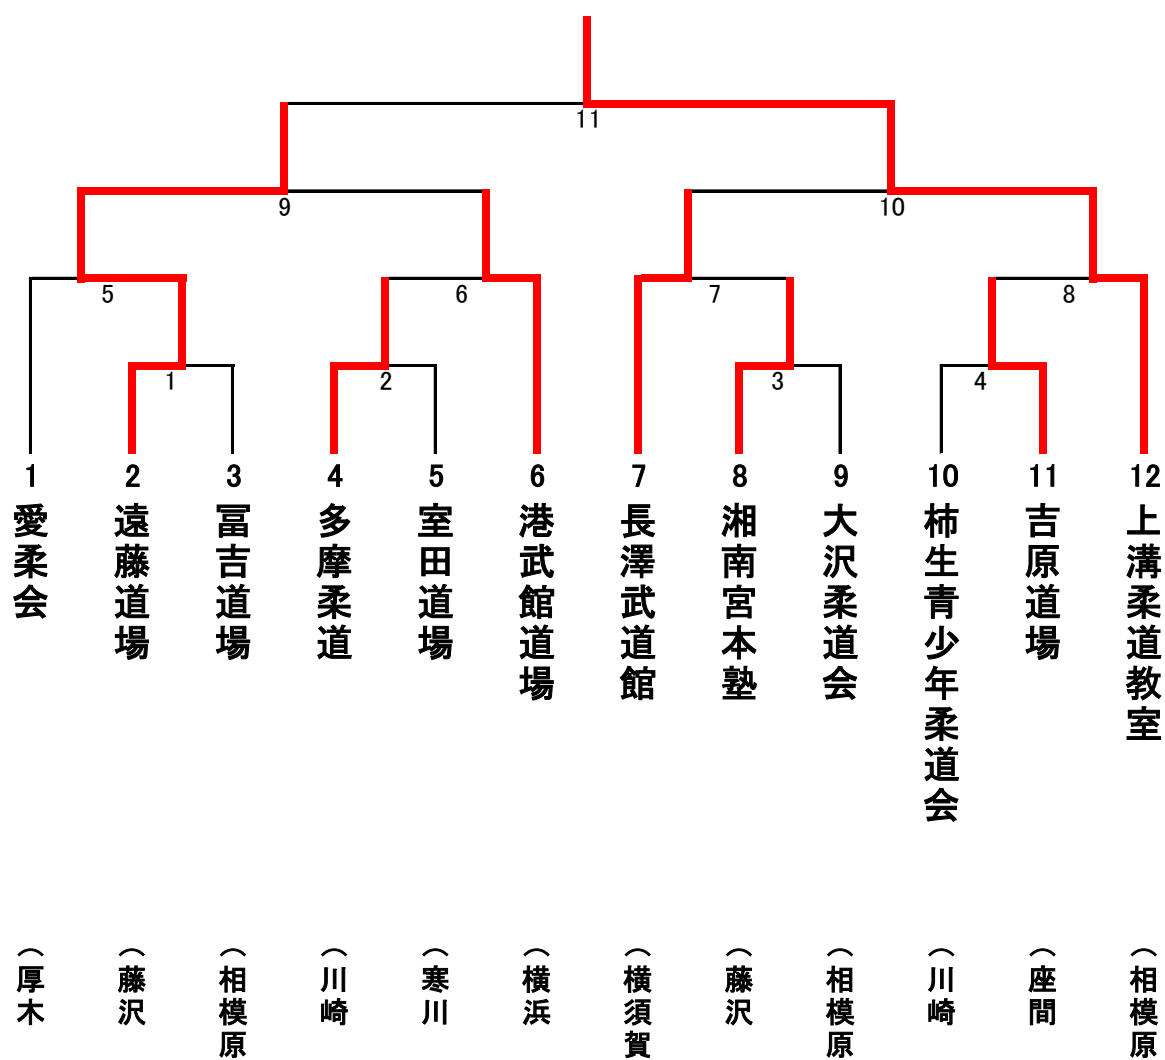 11
9
10
5
6
7
8
1
2
3
4
1
2
3
4
5
6
7
8
9
10
11
12
愛柔会
遠藤道場
冨吉道場
多摩柔道
室田道場
港武館道場
長澤武道館
湘南宮本塾
大沢柔道会
柿生青少年柔道会
吉原道場
上溝柔道教室
（厚木
（藤沢
（相模原
（川崎
（寒川
（横浜
（横須賀
（藤沢
（相模原
（川崎
（座間
（相模原